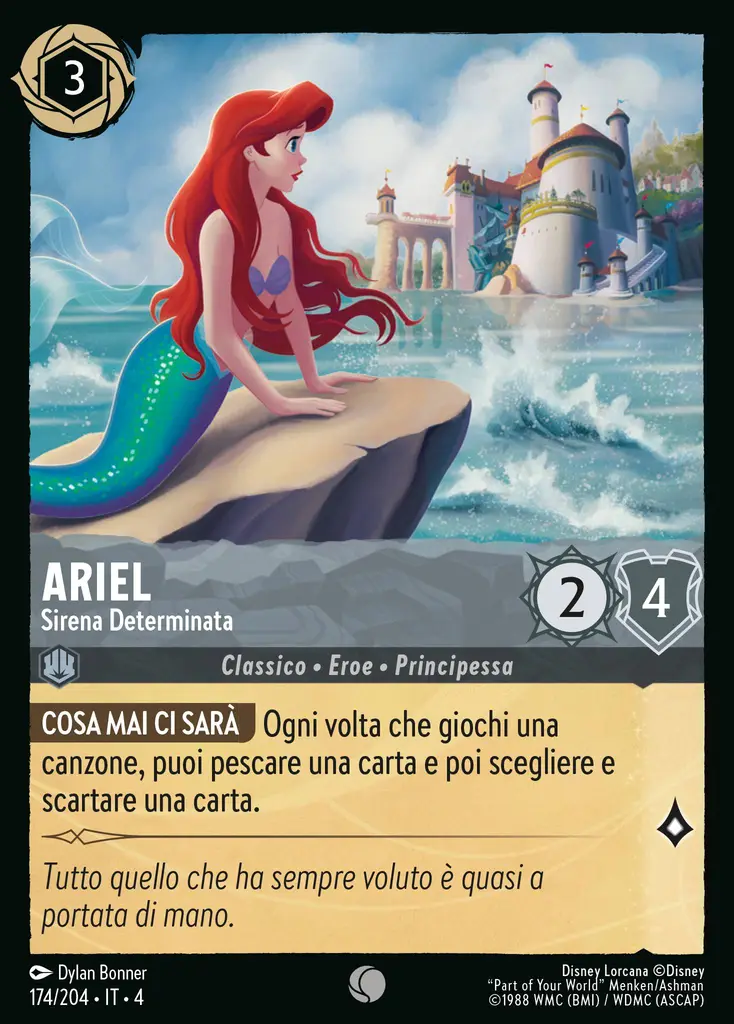 3
ARIEL
Sirena Determinata
2
4
Classico • Eroe • Principessa
COSA MAI CI SARÀ Ogni volta che giochi una
canzone, puoi pescare una carta e poi scegliere e
scartare una carta.
Tutto quello che ha sempre voluto è quasi a
portata di mano.
Dylan Bonner
174/204 • IT • 4
Disney Lorcana ©Disney
“Part of Your World” Menken/Ashman
©1988 WMC (BMI) / WDMC (ASCAP)